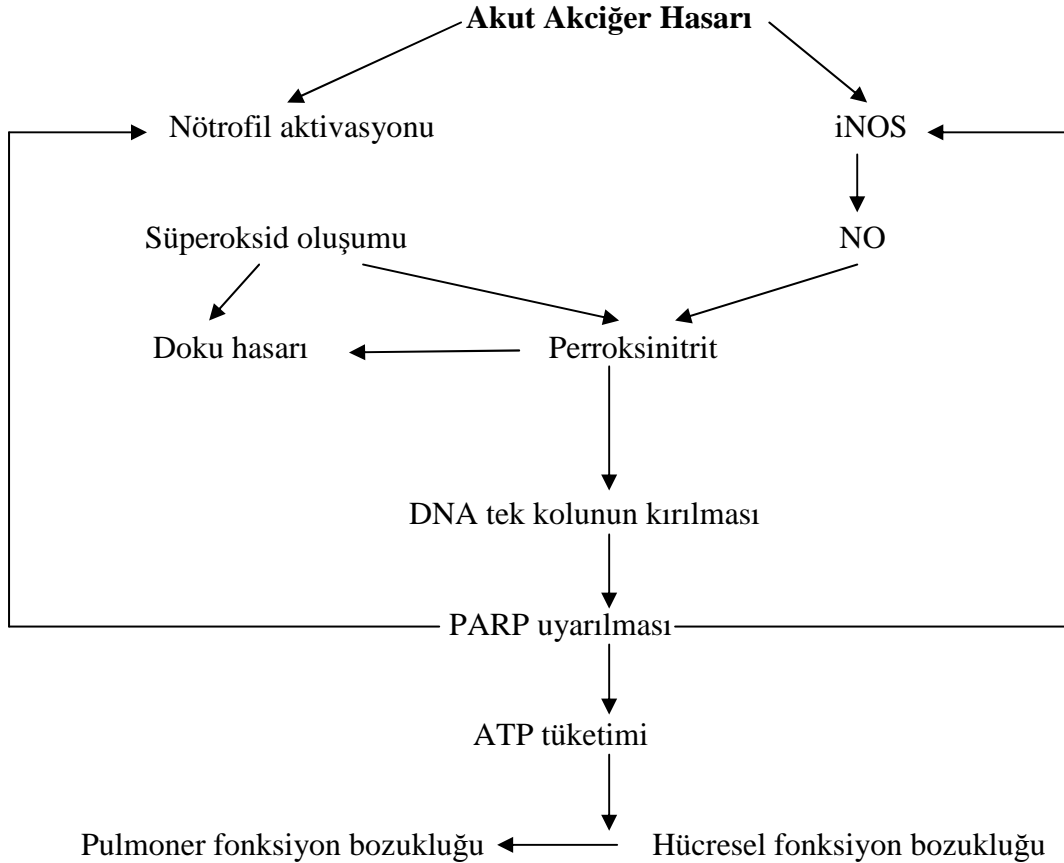 Akut Akciğer Hasarı
Nötrofil aktivasyonu
iNOS
Süperoksid oluşumu
NO
Doku hasarı
Perroksinitrit
DNA tek kolunun kırılması
PARP uyarılması
ATP tüketimi
Pulmoner fonksiyon bozukluğu
Hücresel fonksiyon bozukluğu